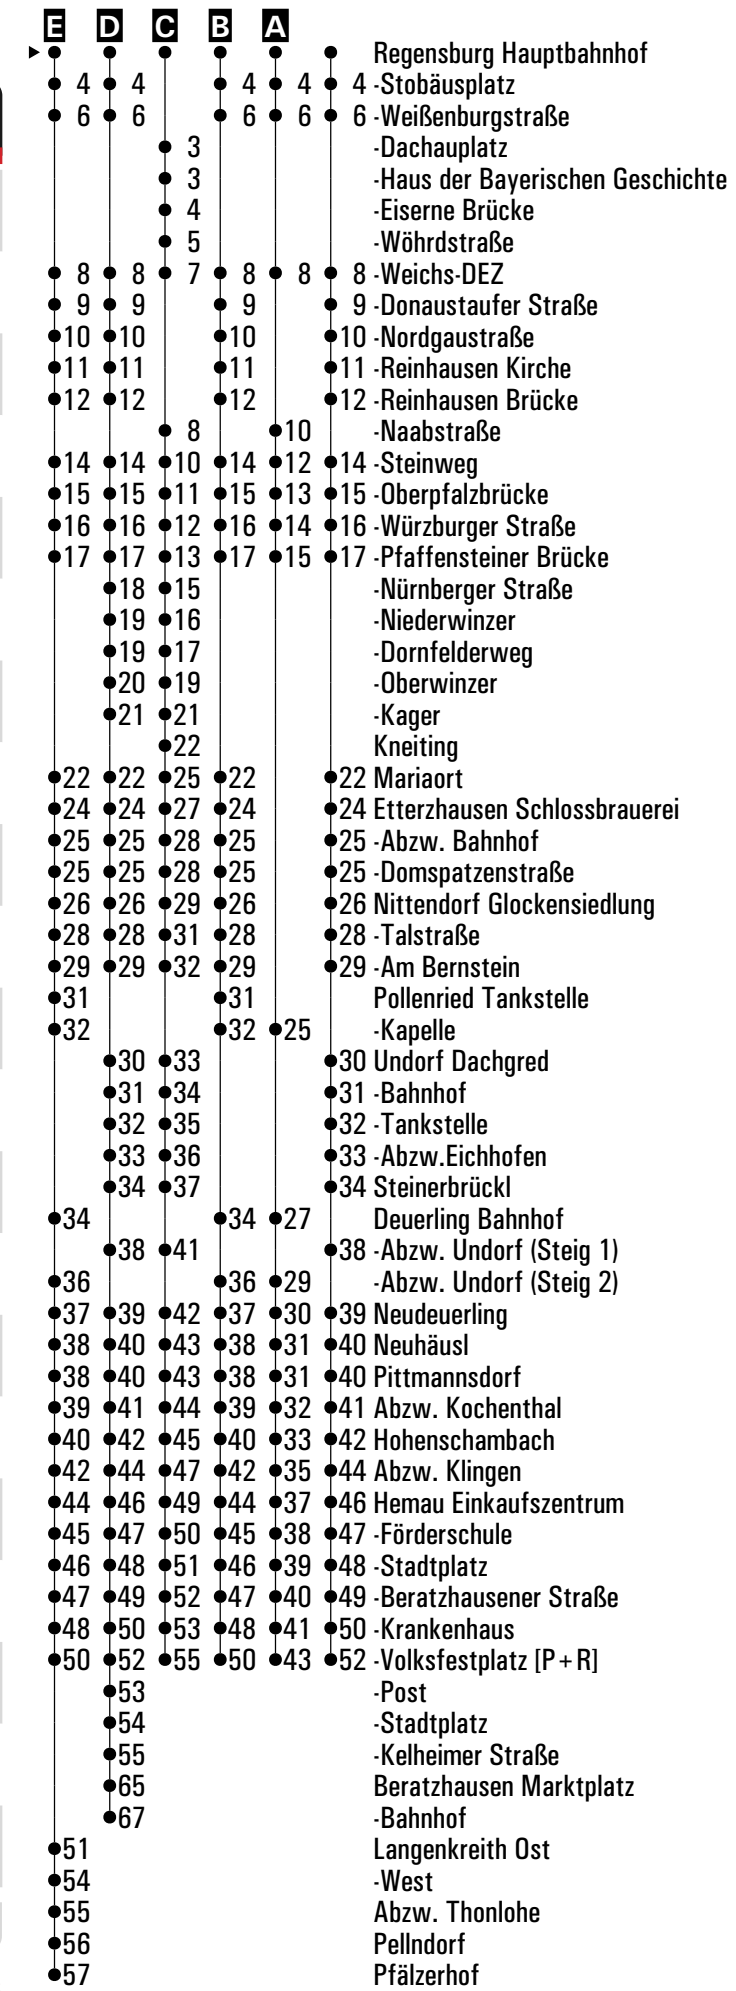 E D C B A
Regensburg Hauptbahnhof
4 4 4 4 4 -Stobäusplatz
6 6 6 6 6 -Weißenburgstraße
3 -Dachauplatz
3 -Haus der Bayerischen Geschichte
4 -Eiserne Brücke
5 -Wöhrdstraße
8 8 7 8 8 8 -Weichs-DEZ
9 9 9 9 -Donaustaufer Straße
10 10 10 10 -Nordgaustraße
11 11 11 11 -Reinhausen Kirche
12 12 12 12 -Reinhausen Brücke
8 10 -Naabstraße
14 14 10 14 12 14 -Steinweg
15 15 11 15 13 15 -Oberpfalzbrücke
16 16 12 16 14 16 -Würzburger Straße
17 17 13 17 15 17 -Pfaffensteiner Brücke
18 15 -Nürnberger Straße
19 16 -Niederwinzer
19 17 -Dornfelderweg
20 19 -Oberwinzer
21 21 -Kager
22 Kneiting
22 22 25 22 22 Mariaort
24 24 27 24 24 Etterzhausen Schlossbrauerei
25 25 28 25 25 -Abzw. Bahnhof
25 25 28 25 25 -Domspatzenstraße
26 26 29 26 26 Nittendorf Glockensiedlung
28 28 31 28 28 -Talstraße
29 29 32 29 29 -Am Bernstein
31 31 Pollenried Tankstelle
32 32 25 -Kapelle
30 33 30 Undorf Dachgred
31 34 31 -Bahnhof
32 35 32 -Tankstelle
33 36 33 -Abzw.Eichhofen
34 37 34 Steinerbrückl
34 34 27 Deuerling Bahnhof
38 41 38 -Abzw. Undorf (Steig 1)
36 36 29 -Abzw. Undorf (Steig 2)
37 39 42 37 30 39 Neudeuerling
38 40 43 38 31 40 Neuhäusl
38 40 43 38 31 40 Pittmannsdorf
39 41 44 39 32 41 Abzw. Kochenthal
40 42 45 40 33 42 Hohenschambach
42 44 47 42 35 44 Abzw. Klingen
44 46 49 44 37 46 Hemau Einkaufszentrum
45 47 50 45 38 47 -Förderschule
46 48 51 46 39 48 -Stadtplatz
47 49 52 47 40 49 -Beratzhausener Straße
48 50 53 48 41 50 -Krankenhaus
50 52 55 50 43 52 -Volksfestplatz [P+R]
53 -Post
54 -Stadtplatz
55 -Kelheimer Straße
65 Beratzhausen Marktplatz
67 -Bahnhof
51 Langenkreith Ost
54 -West
55 Abzw. Thonlohe
56 Pellndorf
57 Pfälzerhof